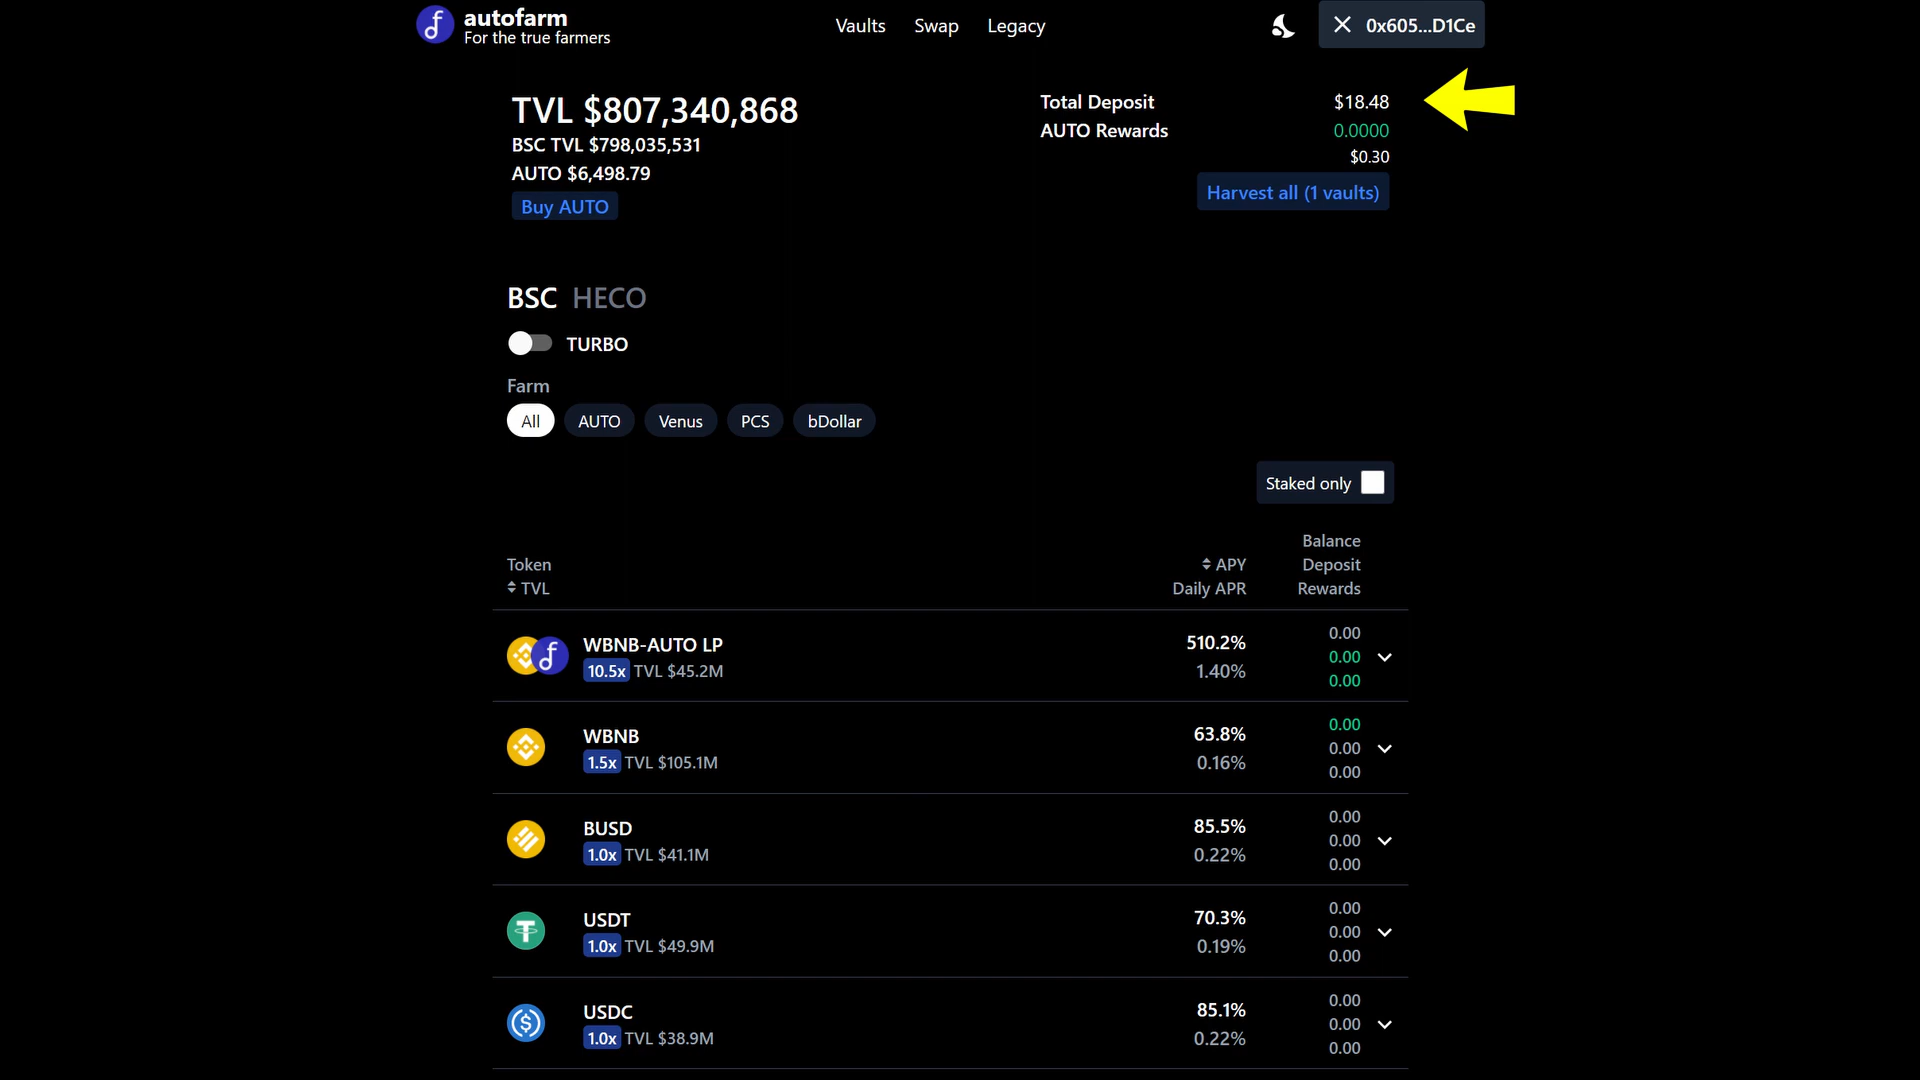 autofarm
For the true farmers
Vaults
Swap
Legacy
0x605...D1Ce
TVL $807,340,868
BSC TVL $798,035,531
AUTO $6,498.79
Buy AUTO
Total Deposit
$18.48
AUTO Rewards
0.0000
$0.30
Harvest all (1 vaults)
BSC
HECO
TURBO
Farm
All
AUTO
Venus
PCS
bDollar
Staked only
Token
TVL
APY
Daily APR
Balance
Deposit
Rewards
WBNB-AUTO LP
10.5x TVL $45.2M
510.2%
1.40%
0.00
0.00
0.00
WBNB
1.5x TVL $105.1M
63.8%
0.16%
0.00
0.00
0.00
BUSD
1.0x TVL $41.1M
85.5%
0.22%
0.00
0.00
0.00
USDT
1.0x TVL $49.9M
70.3%
0.19%
0.00
0.00
0.00
USDC
1.0x TVL $38.9M
85.1%
0.22%
0.00
0.00
0.00